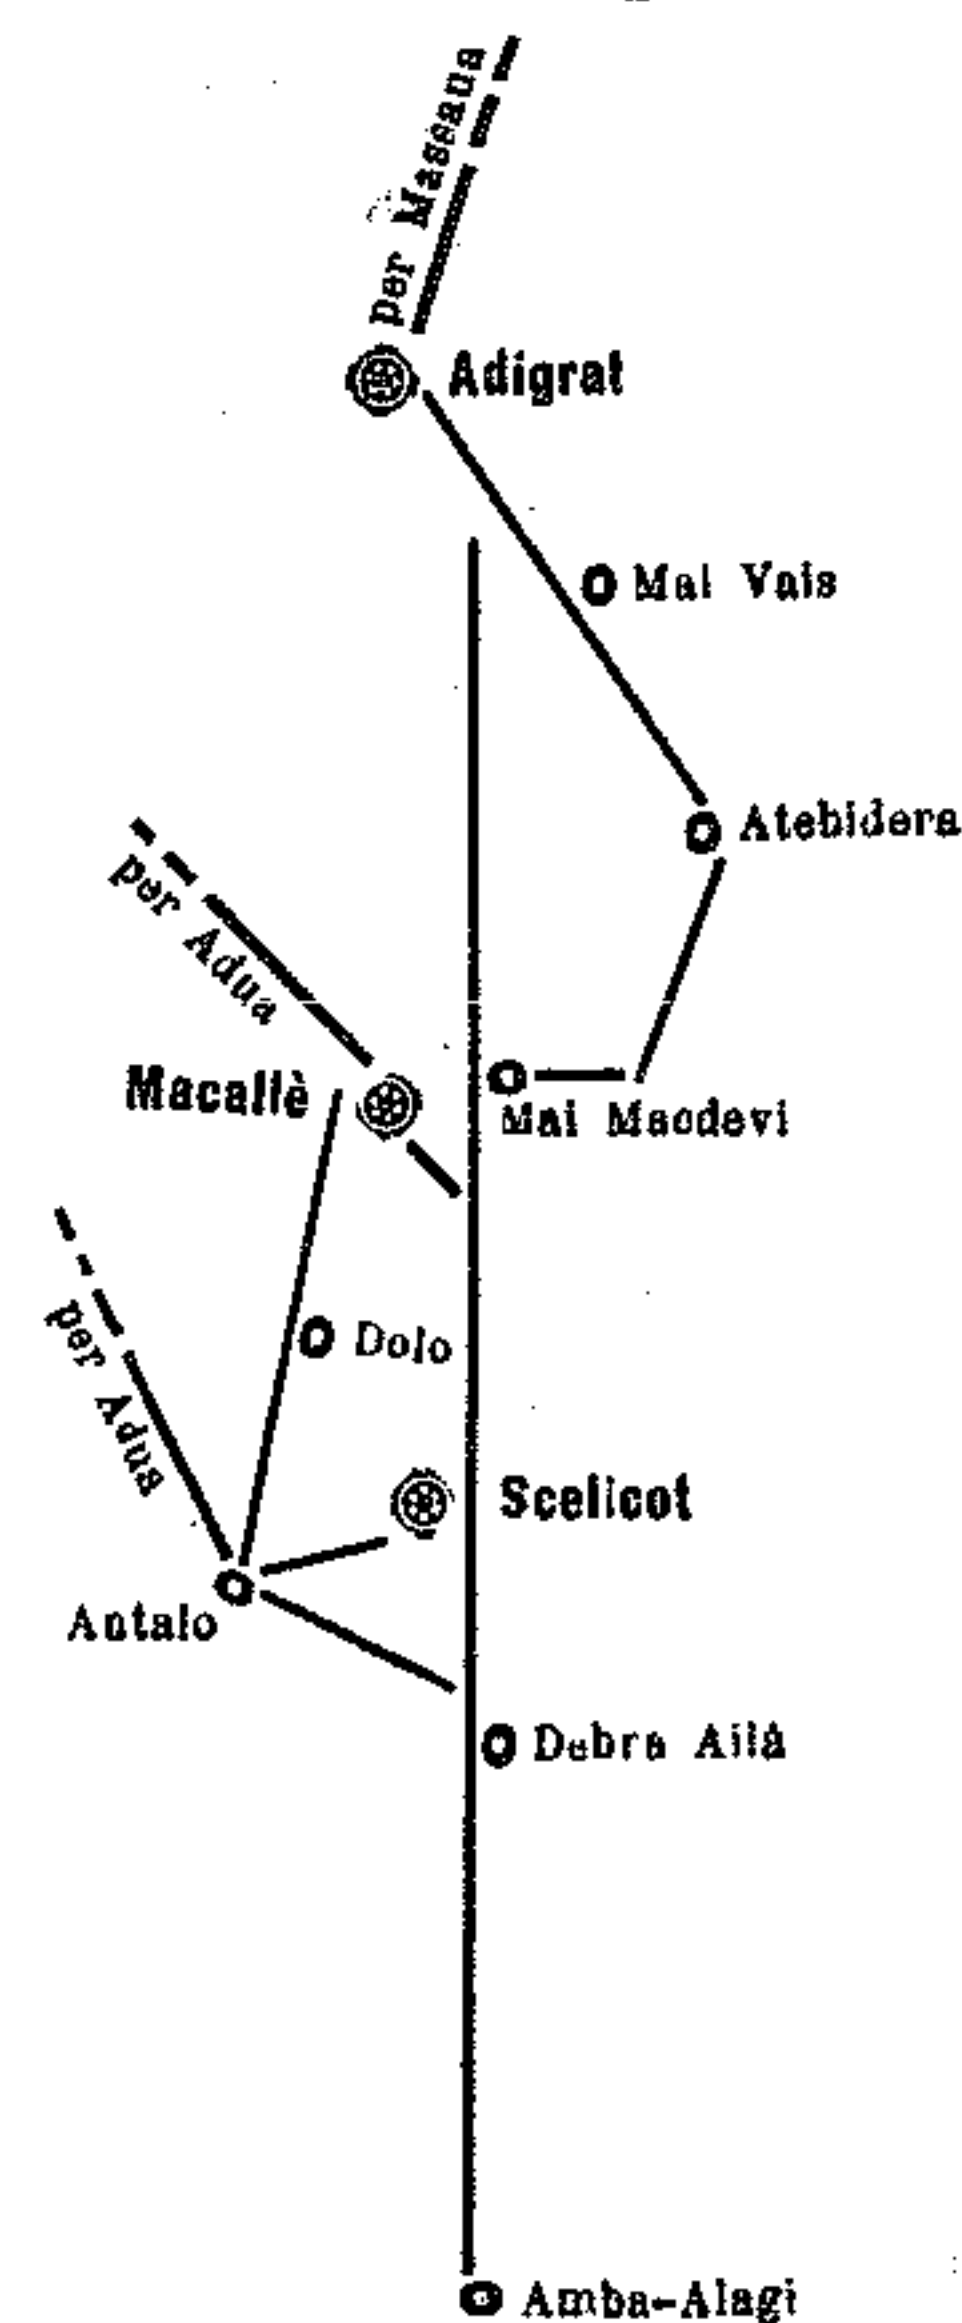 per Massaua
Adigrat
Mai Vais
Atebidera
per Adua
Macallè
Mai Mecdevi
Dolo
per Adua
Scelicot
Antalo
Debra Ailà
Amba-Alagi